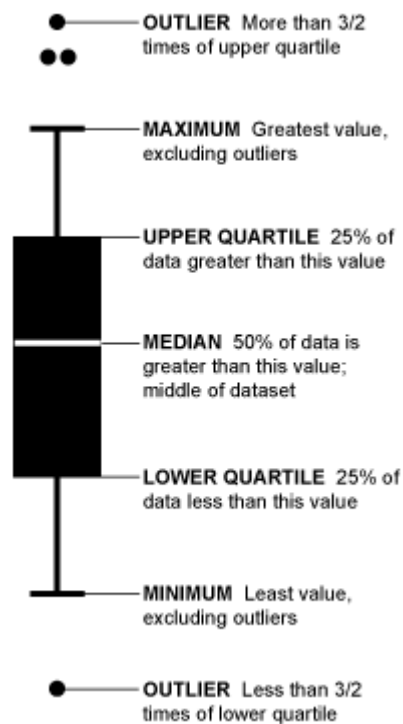 OUTLIER More than 3/2
times of upper quartile
MAXIMUM Greatest value,
excluding outliers
UPPER QUARTILE 25% of
data greater than this value
MEDIAN 50% of data is
greater than this value;
middle of dataset
LOWER QUARTILE 25% of
data less than this value
MINIMUM Least value,
excluding outliers
OUTLIER Less than 3/2
times of lower quartile